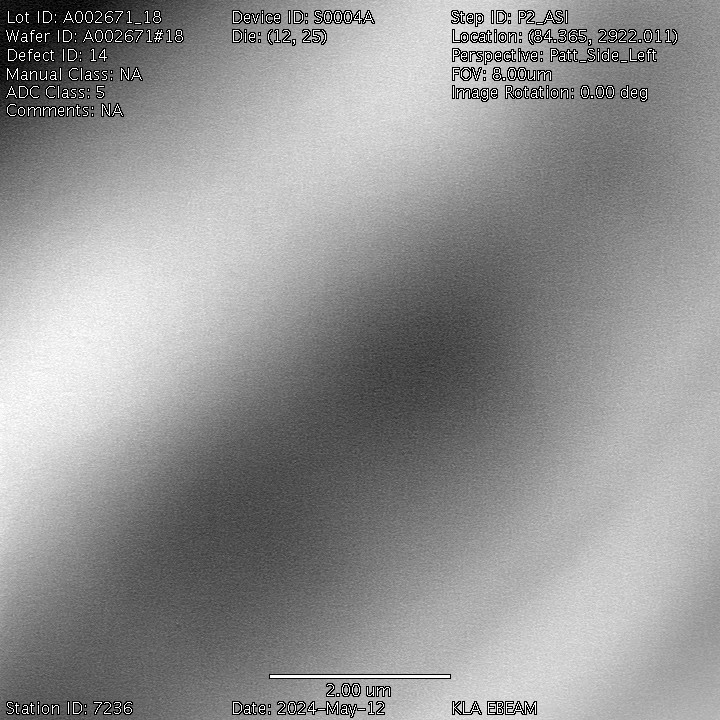 Lot ID: A002671_18
Wafer ID: A002671#18
Defect ID: 14
Manual Class: NA
ADC Class: 5
Comments: NA
Device ID: S0004A
Die: (12, 25)
Step ID: P2_ASI
Location: (84.365, 2922.011)
Perspective: Patt_Side_Left
FOV: 8.00um
Image Rotation: 0.00 deg
2.00 um
Station ID: 7236
Date: 2024-May-12
KLA EBEAM